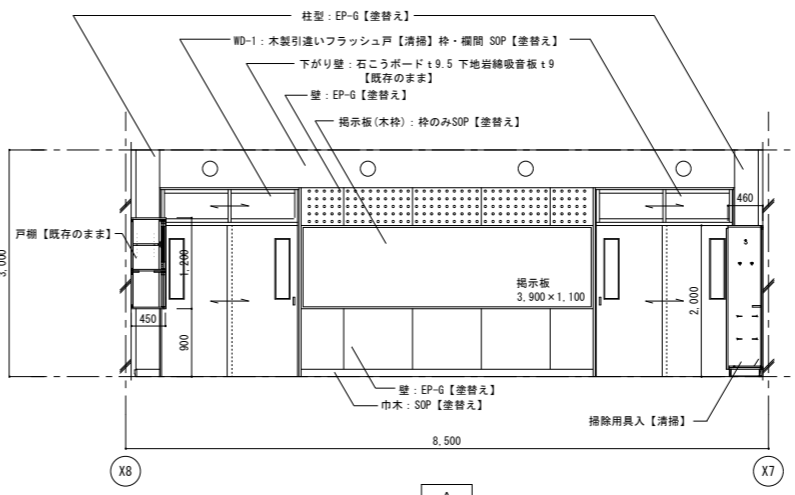 柱型：EP-G【塗替え】
WD-1：木製引違いフラッシュ戸【清掃】枠・欄間 SOP【塗替え】
下がり壁：石こうボード t9.5 下地岩綿吸音板 t9
【既存のまま】
壁：EP-G【塗替え】
掲示板(木枠)：枠のみSOP【塗替え】
460
戸棚【既存のまま】
3,000
1,200
掲示板
3,900×1,100
2,000
450
900
壁：EP-G【塗替え】
巾木：SOP【塗替え】
掃除用具入【清掃】
8,500
X8
X7